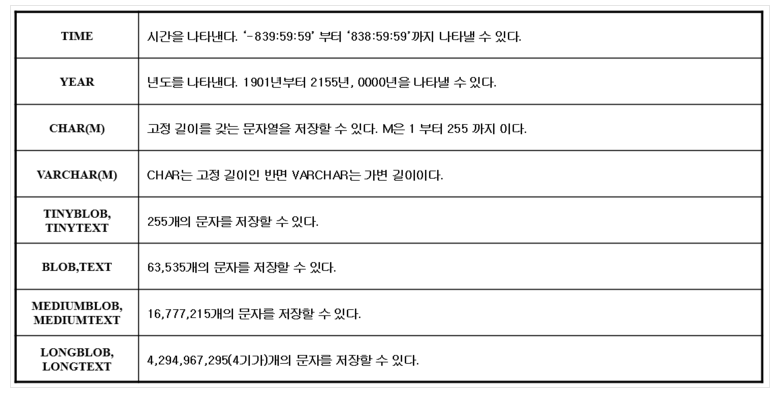 TIME
시간을 나타낸다. ‘-839:59:59’ 부터 ‘838:59:59’까지 나타낼 수 있다.
YEAR
년도를 나타낸다. 1901년부터 2155년, 0000년을 나타낼 수 있다.
CHAR(M)
고정 길이를 갖는 문자열을 저장할 수 있다. M은 1 부터 255 까지 이다.
VARCHAR(M)
CHAR는 고정 길이인 반면 VARCHAR는 가변 길이이다.
TINYBLOB,
TINYTEXT
255개의 문자를 저장할 수 있다.
BLOB,TEXT
63,535개의 문자를 저장할 수 있다.
MEDIUMBLOB,
MEDIUMTEXT
16,777,215개의 문자를 저장할 수 있다.
LONGBLOB,
LONGTEXT
4,294,967,295(4기가)개의 문자를 저장할 수 있다.